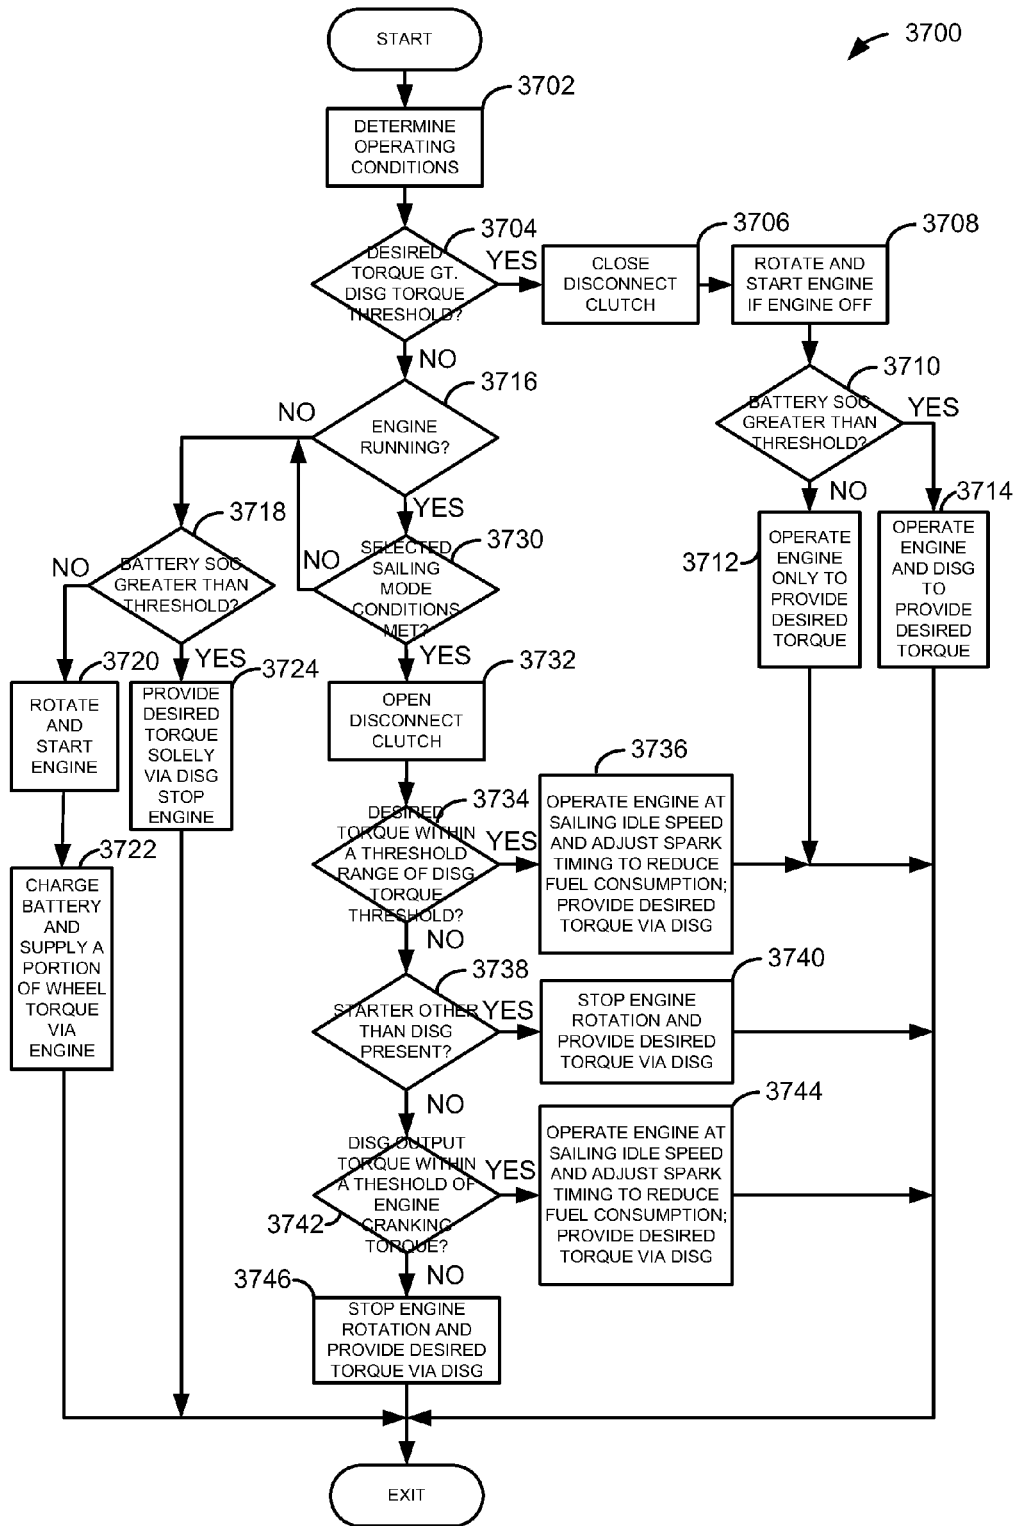 START
3700
3702
DETERMINE
OPERATING
CONDITIONS
3704
DESIRED
TORQUE GT.
DISG TORQUE
THRESHOLD?
YES
NO
3706
CLOSE
DISCONNECT
CLUTCH
3708
ROTATE AND
START ENGINE
IF ENGINE OFF
3710
BATTERY SOC
GREATER THAN
THRESHOLD?
YES
NO
3712
OPERATE
ENGINE
ONLY TO
PROVIDE
DESIRED
TORQUE
3714
OPERATE
ENGINE
AND DISG
TO
PROVIDE
DESIRED
TORQUE
3716
ENGINE
RUNNING?
NO
YES
3718
BATTERY SOC
GREATER THAN
THRESHOLD?
NO
YES
3720
ROTATE
AND
START
ENGINE
3722
CHARGE
BATTERY
AND
SUPPLY A
PORTION
OF WHEEL
TORQUE
VIA
ENGINE
3724
PROVIDE
DESIRED
TORQUE
SOLELY
VIA DISG
STOP
ENGINE
3730
SELECTED
SAILING
MODE
CONDITIONS
MET?
NO
YES
3732
OPEN
DISCONNECT
CLUTCH
3734
DESIRED
TORQUE WITHIN
A THRESHOLD
RANGE OF DISG
TORQUE
THRESHOLD?
YES
NO
3736
OPERATE ENGINE AT
SAILING IDLE SPEED
AND ADJUST SPARK
TIMING TO REDUCE
FUEL CONSUMPTION;
PROVIDE DESIRED
TORQUE VIA DISG
3738
STARTER OTHER
THAN DISG
PRESENT?
YES
NO
3740
STOP ENGINE
ROTATION AND
PROVIDE DESIRED
TORQUE VIA DISG
3742
DISG OUTPUT
TORQUE WITHIN
A THESHOLD OF
ENGINE
CRANKING
TORQUE?
YES
NO
3744
OPERATE ENGINE AT
SAILING IDLE SPEED
AND ADJUST SPARK
TIMING TO REDUCE
FUEL CONSUMPTION;
PROVIDE DESIRED
TORQUE VIA DISG
3746
STOP ENGINE
ROTATION AND
PROVIDE DESIRED
TORQUE VIA DISG
EXIT